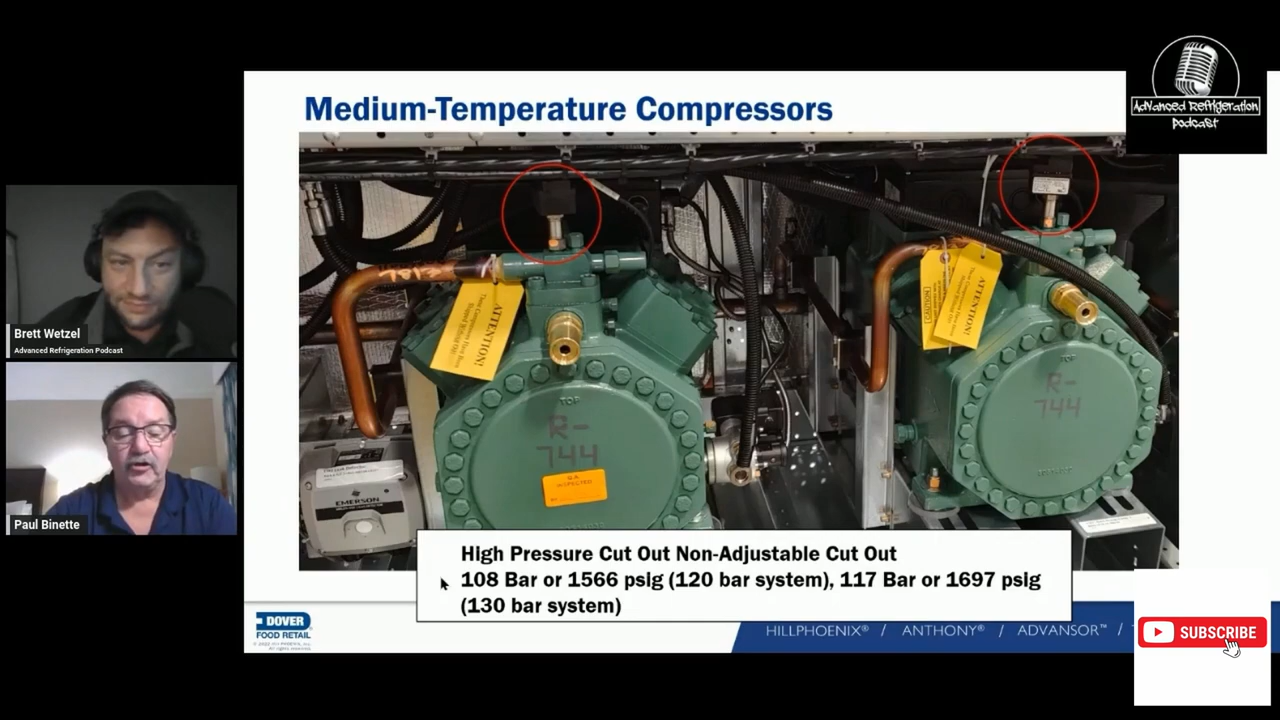 Medium-Temperature Compressors
Advanced Refrigeration
Podcast
Brett Wetzel
Advanced Refrigeration Podcast
Paul Binette
ATTENTION!
ATTENTION!
TOP
R-
744
TOP
R-
744
EMERSON
High Pressure Cut Out Non-Adjustable Cut Out
108 Bar or 1566 psig (120 bar system), 117 Bar or 1697 psig
(130 bar system)
DOVER
FOOD RETAIL
HILLPHOENIX® / ANTHONY® / ADVANSOR™ /
SUBSCRIBE